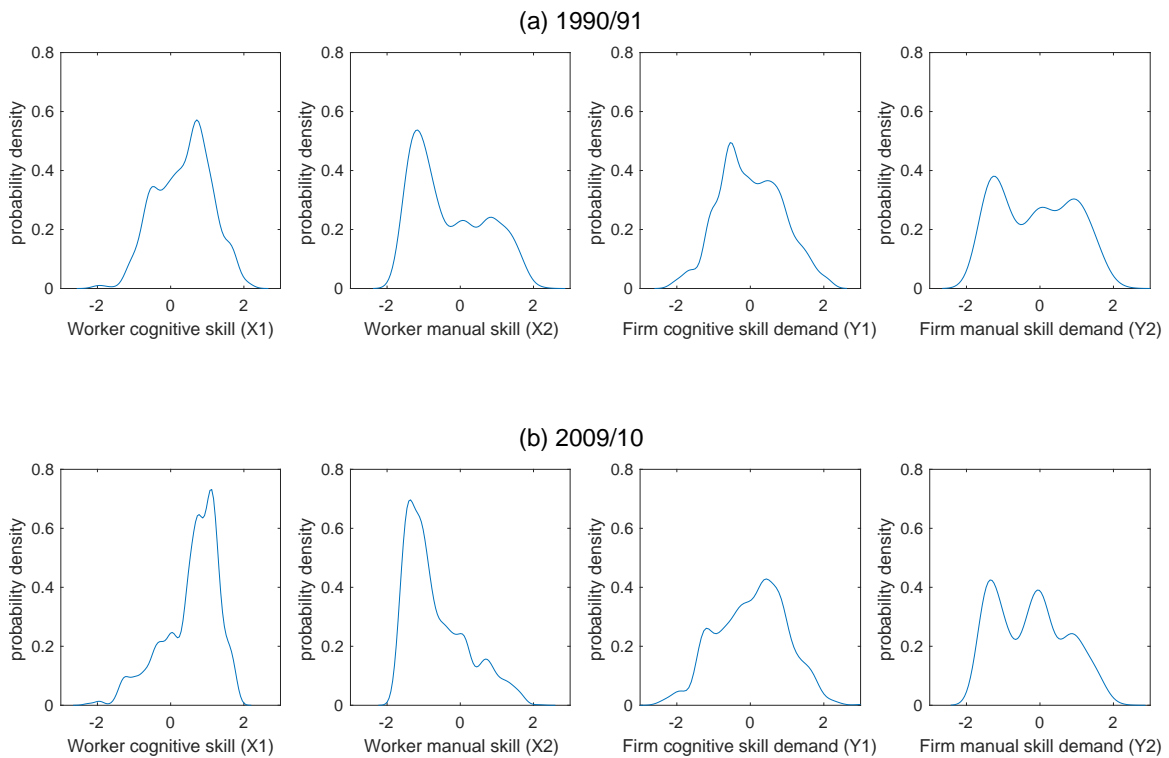 (a) 1990/91
0.8
0.6
0.4
0.2
0
probability density
-2 0 2
Worker cognitive skill (X1)
0.8
0.6
0.4
0.2
0
probability density
-2 0 2
Worker manual skill (X2)
0.8
0.6
0.4
0.2
0
probability density
-2 0 2
Firm cognitive skill demand (Y1)
0.8
0.6
0.4
0.2
0
probability density
-2 0 2
Firm manual skill demand (Y2)
(b) 2009/10
0.8
0.6
0.4
0.2
0
probability density
-2 0 2
Worker cognitive skill (X1)
0.8
0.6
0.4
0.2
0
probability density
-2 0 2
Worker manual skill (X2)
0.8
0.6
0.4
0.2
0
probability density
-2 0 2
Firm cognitive skill demand (Y1)
0.8
0.6
0.4
0.2
0
probability density
-2 0 2
Firm manual skill demand (Y2)